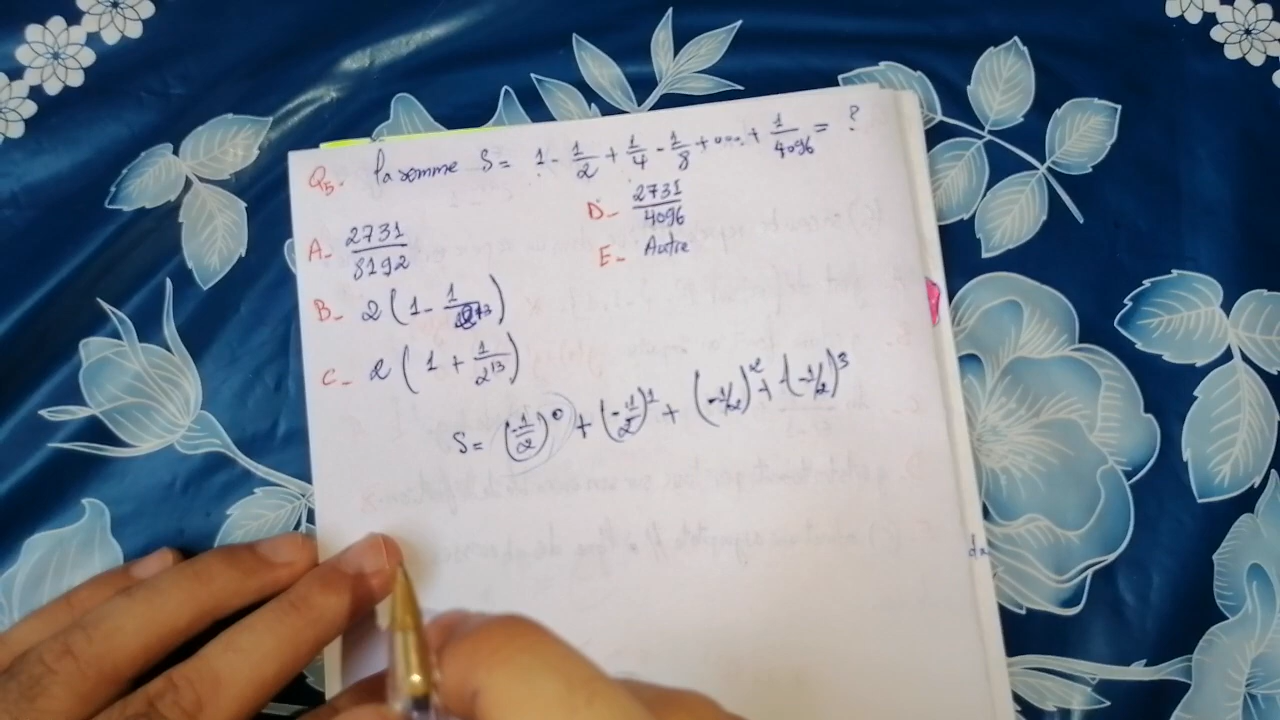 Q5. la somme S = 1 - 1/2 + 1/4 - 1/8 + .... + 1/4096 = ?
A- 2731/8192
B- 2(1 - 1/2^13)
C- 2(1 + 1/2^13)
D- 2731/4096
E- Autre
S = (-1/2)^0 + (-1/2)^1 + (-1/2)^2 + (-1/2)^3